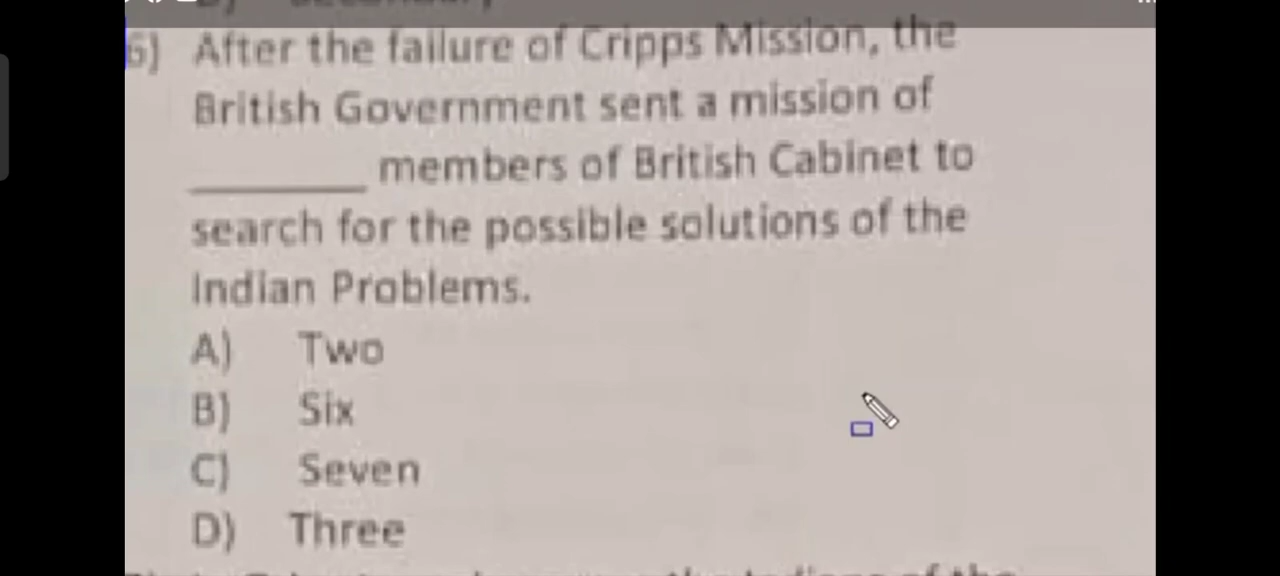 6) After the failure of Cripps Mission, the
British Government sent a mission of
________ members of British Cabinet to
search for the possible solutions of the
Indian Problems.
A) Two
B) Six
C) Seven
D) Three